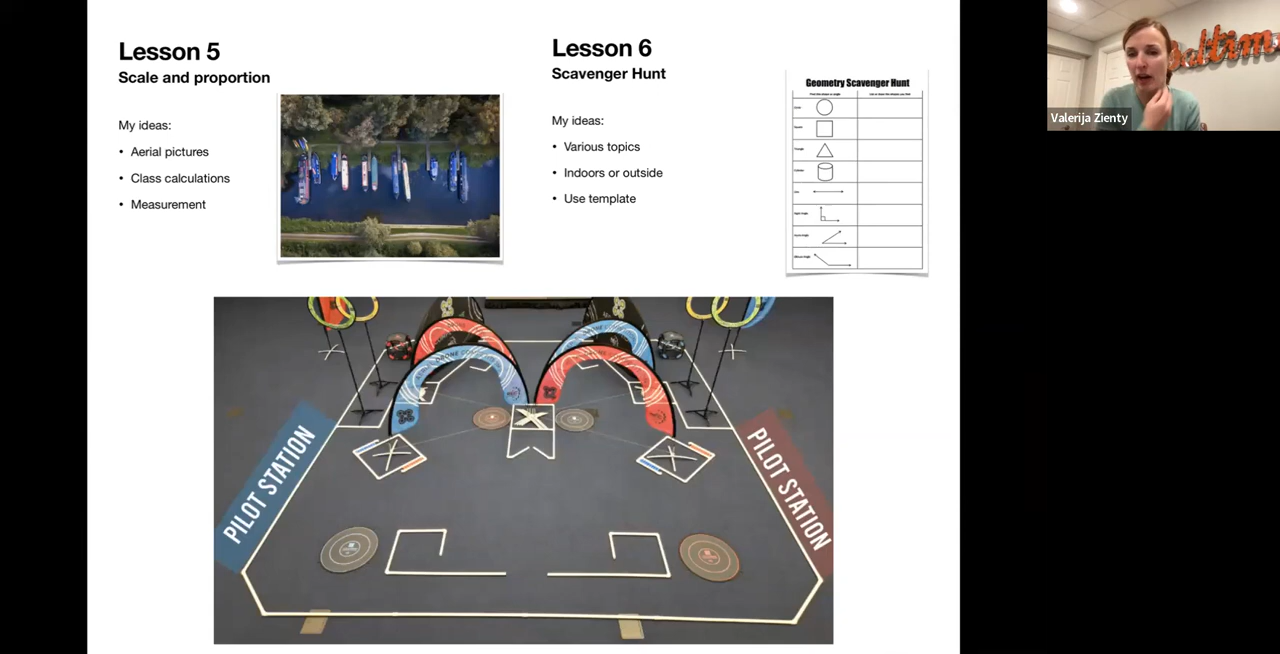 Lesson 5
Scale and proportion
My ideas:
• Aerial pictures
• Class calculations
• Measurement
Lesson 6
Scavenger Hunt
My ideas:
• Various topics
• Indoors or outside
• Use template
Geometry Scavenger Hunt
PILOT STATION
PILOT STATION
Valerija Zienty